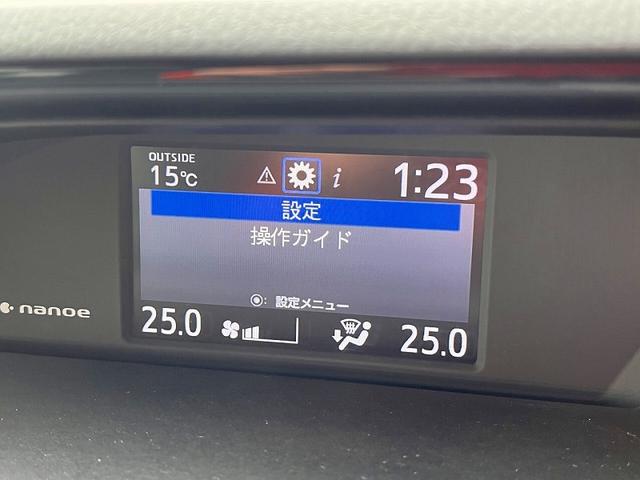 OUTSIDE
15℃
i
1:23
設定
操作ガイド
◉: 設定メニュー
nanoe
25.0
25.0